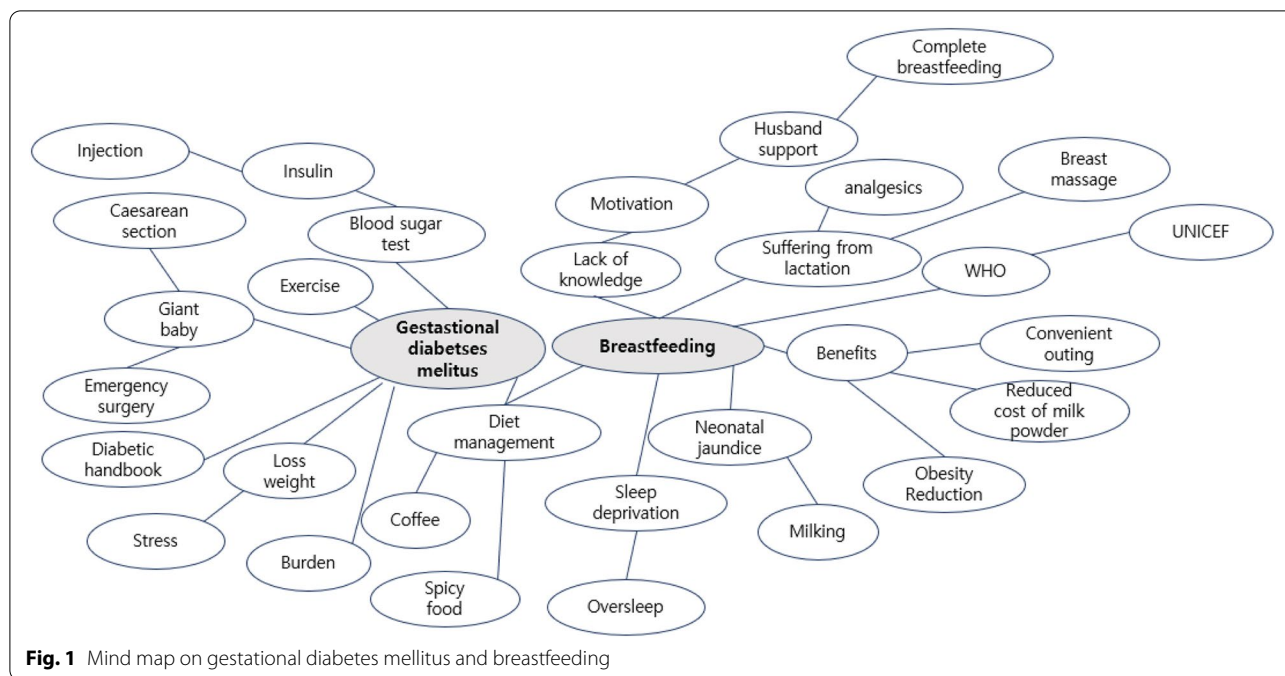 Complete
breastfeeding
Husband
support
Injection
Insulin
Breast
massage
analgesics
Motivation
Caesarean
section
Blood sugar
test
UNICEF
Suffering from
lactation
Lack of
knowledge
WHO
Exercise
Giant
baby
Gestastional
diabetses
melitus
Breastfeeding
Benefits
Convenient
outing
Emergency
surgery
Reduced
cost of milk
powder
Diet
management
Neonatal
jaundice
Diabetic
handbook
Loss
weight
Obesity
Reduction
Sleep
deprivation
Coffee
Milking
Stress
Burden
Spicy
food
Oversleep
Fig. 1 Mind map on gestational diabetes mellitus and breastfeeding